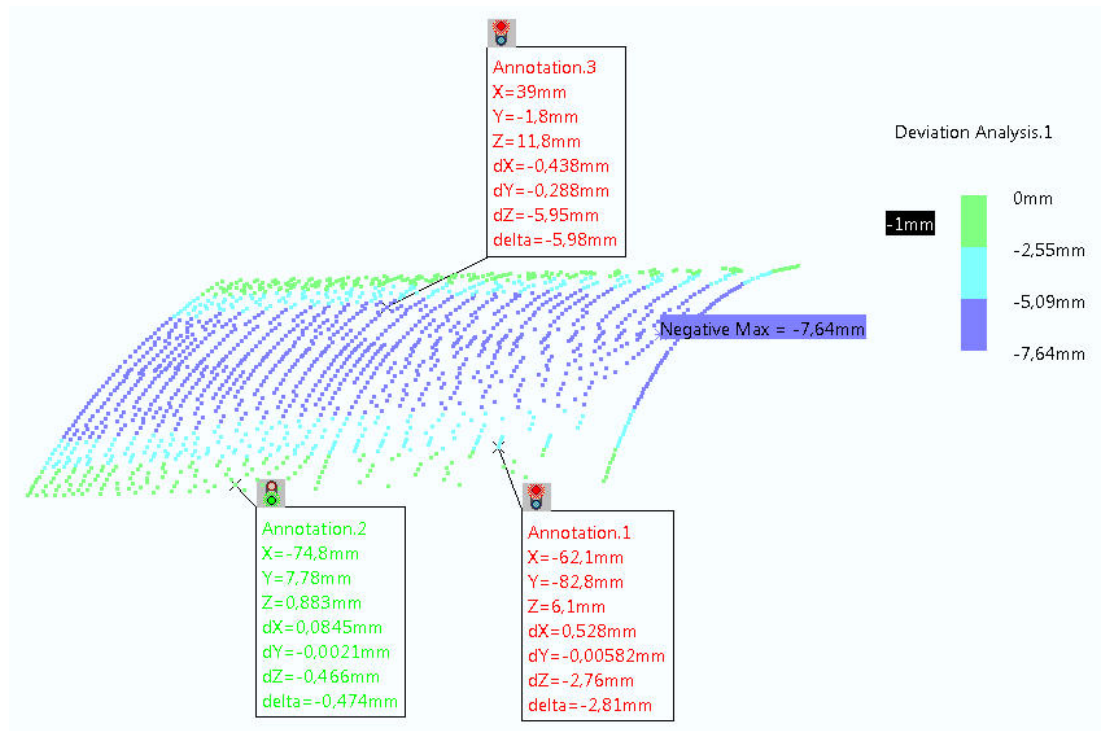 Annotation.3
X=39mm
Y=-1,8mm
Z=11,8mm
dX=-0,438mm
dY=-0,288mm
dZ=-5,95mm
delta=-5,98mm
Deviation Analysis.1
-1mm
0mm
-2,55mm
-5,09mm
-7,64mm
Negative Max = -7,64mm
Annotation.2
X=-74,8mm
Y=7,78mm
Z=0,883mm
dX=0,0845mm
dY=-0,0021mm
dZ=-0,466mm
delta=-0,474mm
Annotation.1
X=-62,1mm
Y=-82,8mm
Z=6,1mm
dX=0,528mm
dY=-0,00582mm
dZ=-2,76mm
delta=-2,81mm